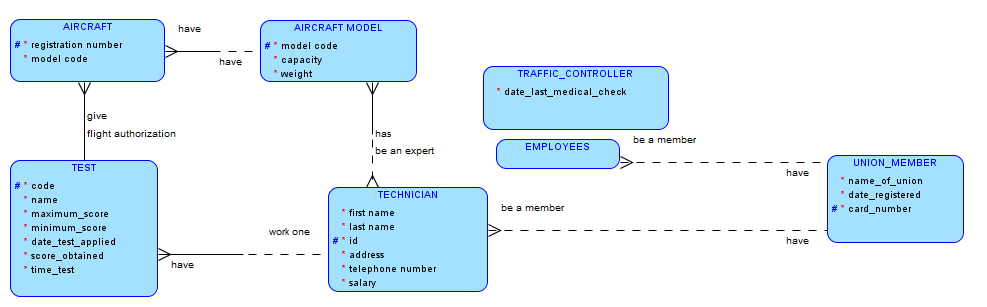 AIRCRAFT
# * registration number
* model code
have
have
AIRCRAFT MODEL
# * model code
* capacity
* weight
TRAFFIC_CONTROLLER
* date_last_medical_check
give
flight authorization
has
be an expert
EMPLOYEES
be a member
have
UNION_MEMBER
* name_of_union
* date_registered
# * card_number
TEST
# * code
* name
* maximum_score
* minimum_score
* date_test_applied
* score_obtained
* time_test
work one
have
TECHNICIAN
* first name
* last name
# * id
* address
* telephone number
* salary
be a member
have